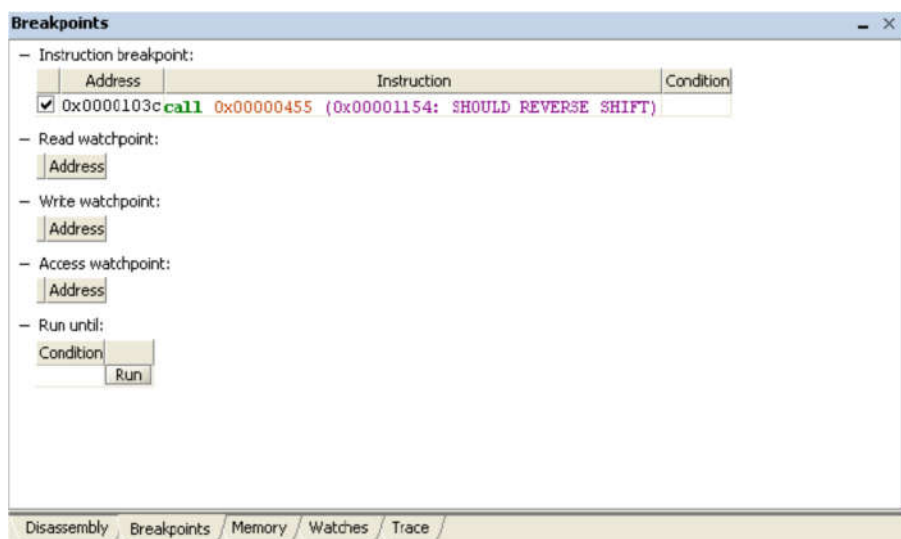 Breakpoints
Instruction breakpoint:
Address Instruction Condition
0x0000103c call 0x00000455 (0x00001154: SHOULD REVERSE SHIFT)
Read watchpoint:
Address
Write watchpoint:
Address
Access watchpoint:
Address
Run until:
Condition
Run
Disassembly Breakpoints Memory Watches Trace